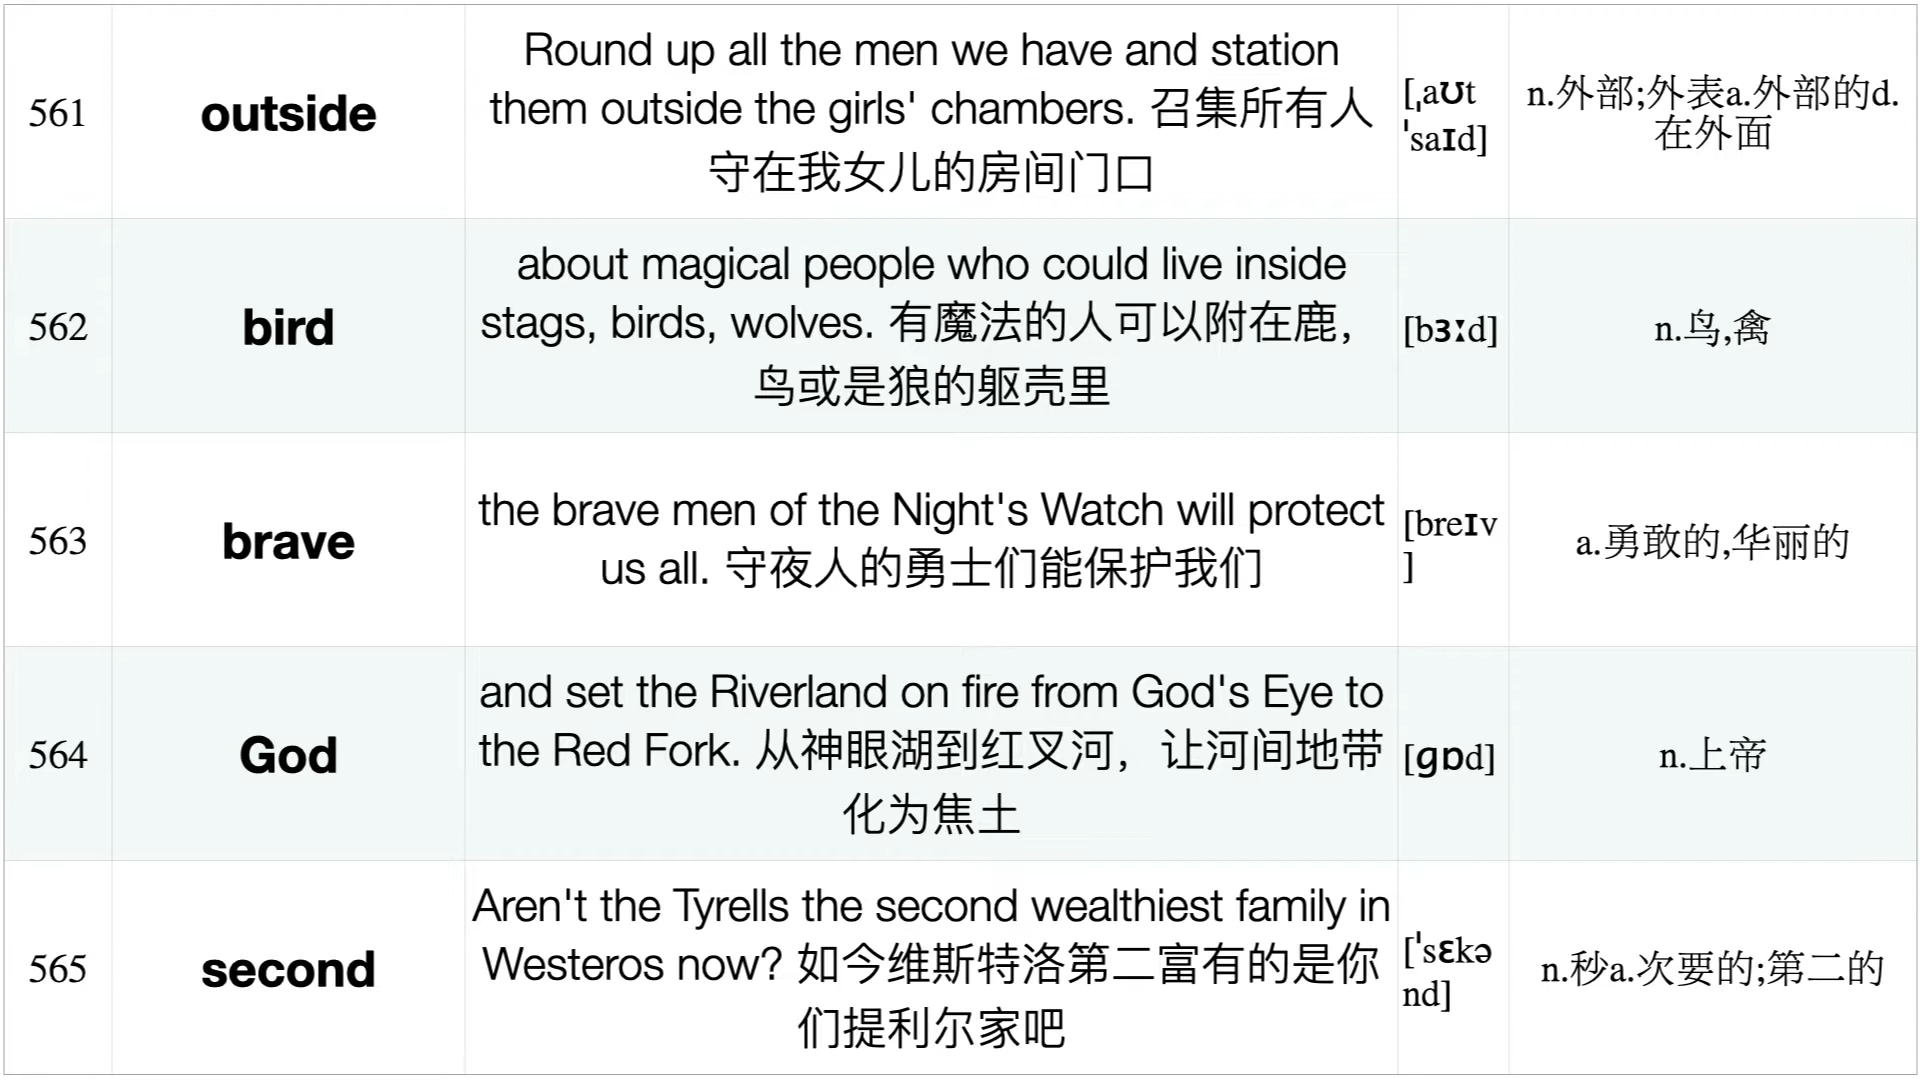 561
outside
Round up all the men we have and station
them outside the girls' chambers. 召集所有人
守在我女儿的房间门口
[ˌaʊt
ˈsaɪd]
n.外部;外表a.外部的d.
在外面
562
bird
about magical people who could live inside
stags, birds, wolves. 有魔法的人可以附在鹿，
鸟或是狼的躯壳里
[bɜːd]
n.鸟,禽
563
brave
the brave men of the Night's Watch will protect
us all. 守夜人的勇士们能保护我们
[breɪv
]
a.勇敢的,华丽的
564
God
and set the Riverland on fire from God's Eye to
the Red Fork. 从神眼湖到红叉河，让河间地带
化为焦土
[ɡɒd]
n.上帝
565
second
Aren't the Tyrells the second wealthiest family in
Westeros now? 如今维斯特洛第二富有的是你
们提利尔家吧
[ˈsɛkə
nd]
n.秒a.次要的;第二的